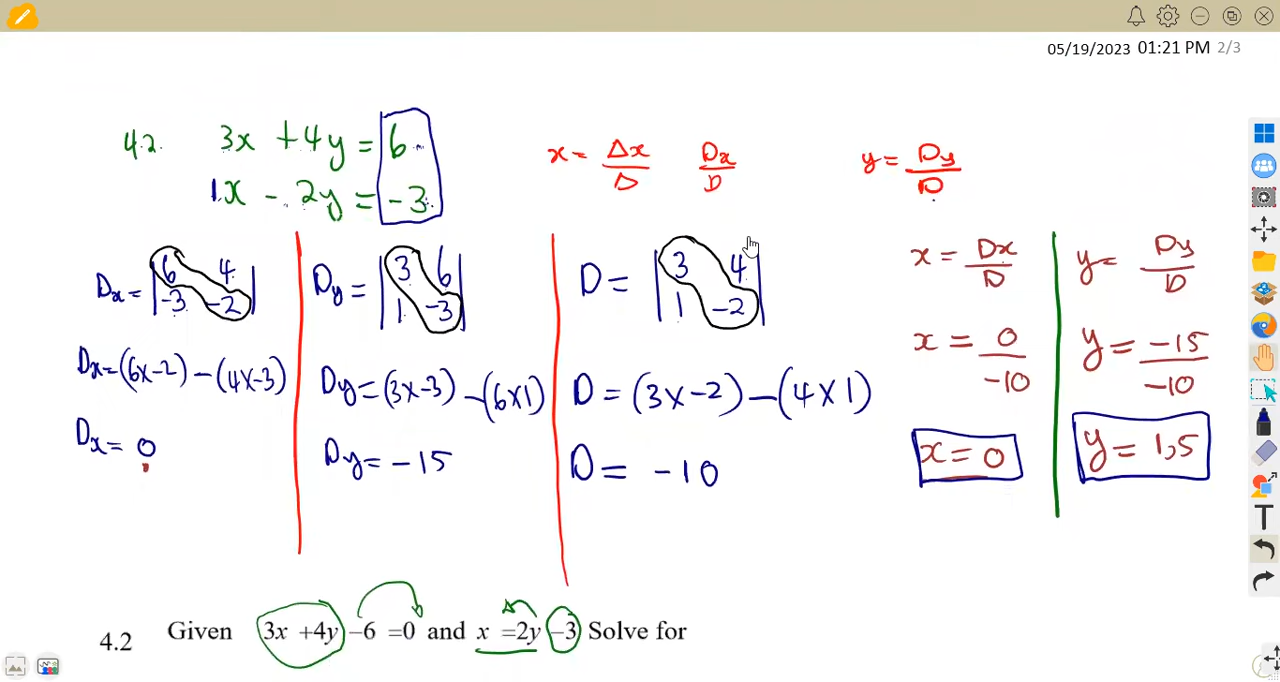 05/19/2023 01:21 PM 2/3
4.2. 3x + 4y = 6
1x - 2y = -3
x = Δx/Δ Dx/D
y = Dy/D
Dx = |6 4|
|-3 -2|
Dx = (6x-2) - (4x-3)
Dx = 0
Dy = |3 6|
|1 -3|
Dy = (3x-3) - (6x1)
Dy = -15
D = |3 4|
|1 -2|
D = (3x-2) - (4x1)
D = -10
x = Dx/D
x = 0/-10
x = 0
y = Dy/D
y = -15/-10
y = 1,5
4.2 Given 3x +4y -6 =0 and x =2y -3 Solve for
T